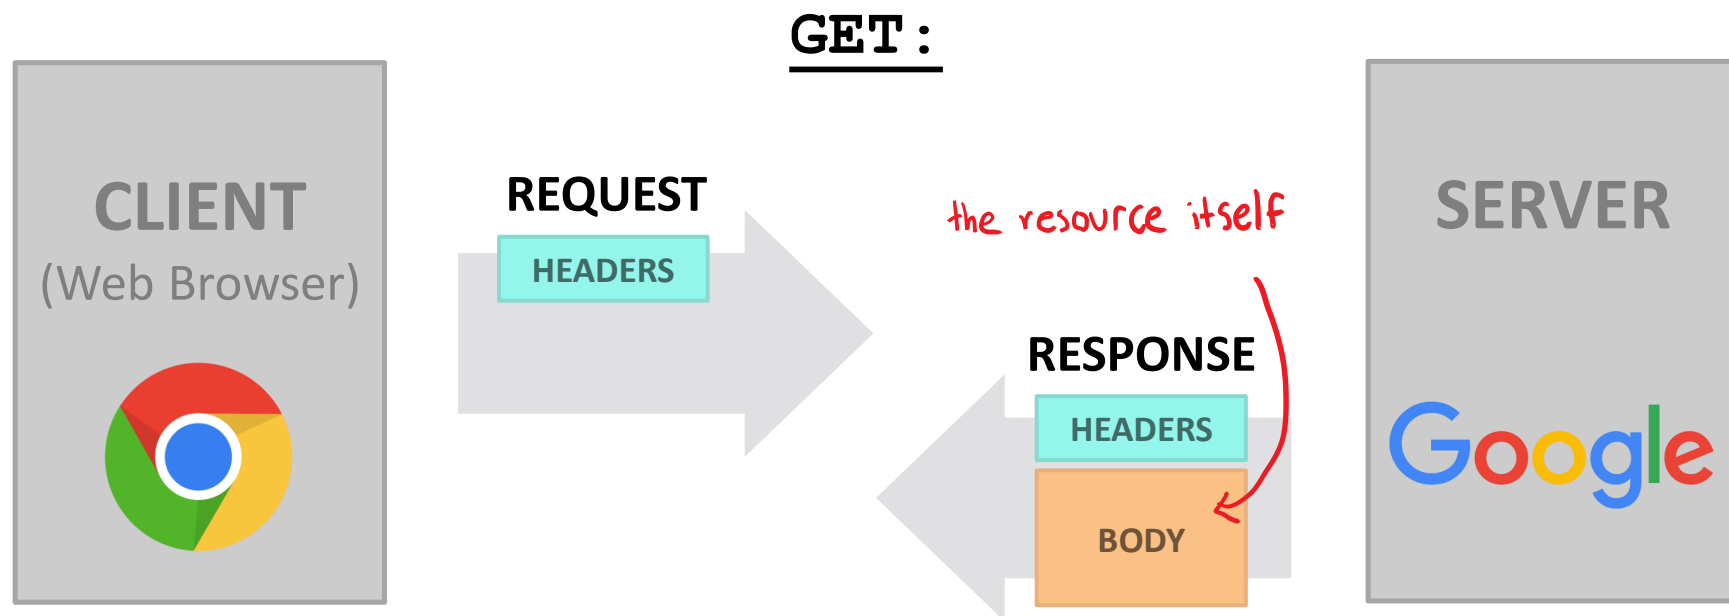 GET:
CLIENT
(Web Browser)
REQUEST
HEADERS
the resource itself
RESPONSE
HEADERS
BODY
SERVER
Google